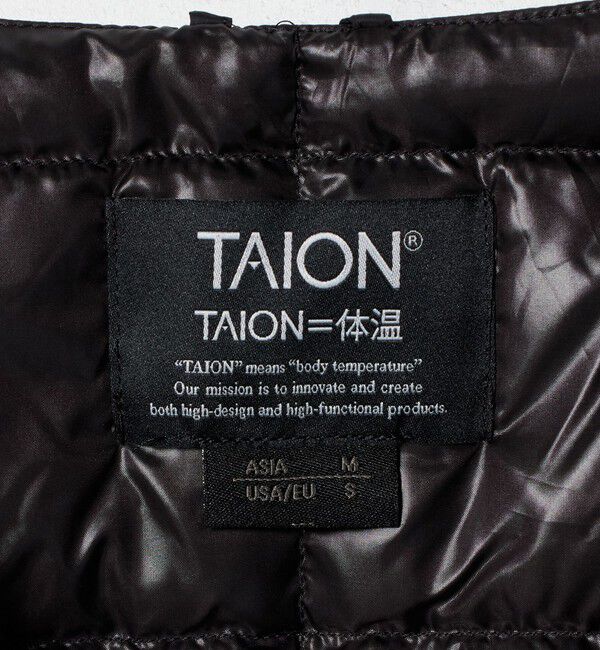 TAION®
TAION=体温
“TAION” means “body temperature”
Our mission is to innovate and create
both high-design and high-functional products.
ASIA M
USA/EU S